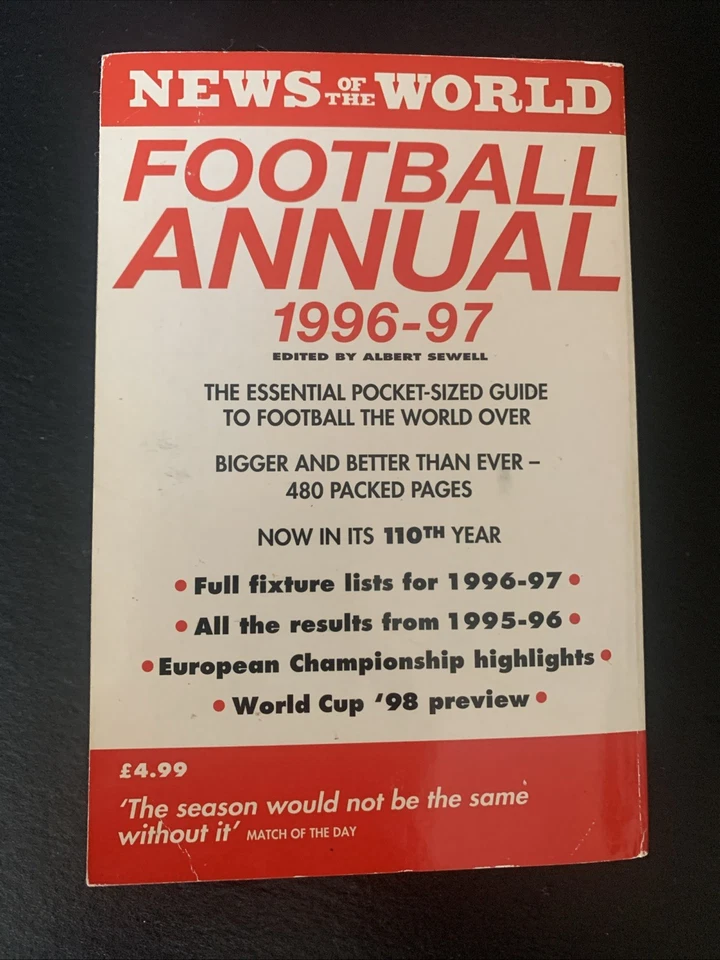 NEWS OF THE WORLD
FOOTBALL
ANNUAL
1996-97
EDITED BY ALBERT SEWELL
THE ESSENTIAL POCKET-SIZED GUIDE
TO FOOTBALL THE WORLD OVER
BIGGER AND BETTER THAN EVER –
480 PACKED PAGES
NOW IN ITS 110TH YEAR
• Full fixture lists for 1996-97 •
• All the results from 1995-96 •
• European Championship highlights •
• World Cup ‘98 preview •
£4.99
‘The season would not be the same
without it’ MATCH OF THE DAY